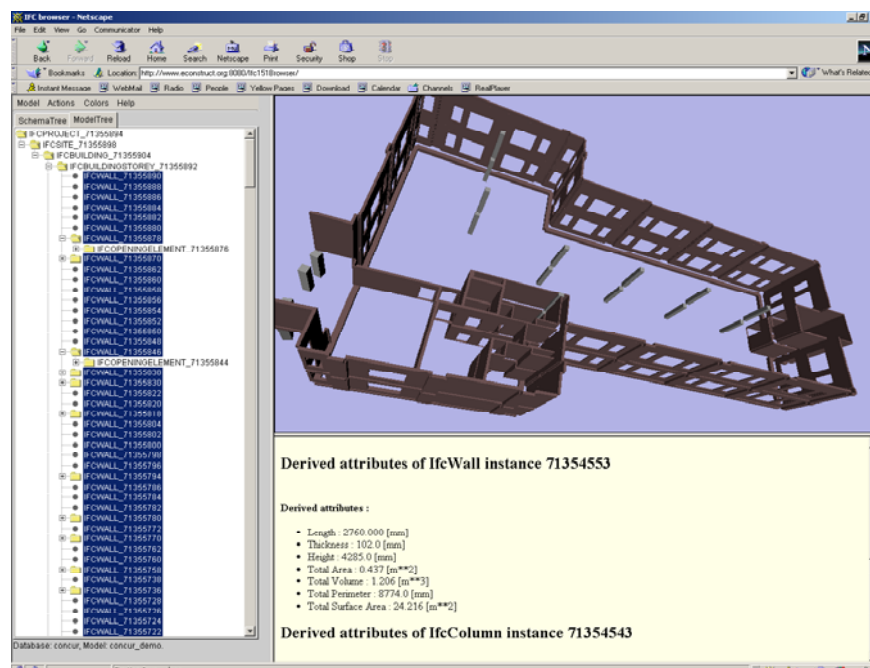 IFC browser - Netscape
File Edit View Go Communicator Help
Back Forward Reload Home Search Netscape Print Security Shop Stop
Bookmarks Location: http://www.econstruct.org:8080/Ifc151Browser/ What's Related
Instant Message WebMail Radio People Yellow Pages Download Calendar Channels RealPlayer
Model Actions Colors Help
SchemaTree ModelTree
IFCPROJECT_71355894
IFCSITE_71355898
IFCBUILDING_71355904
IFCBUILDINGSTOREY_71355892
IFCWALL_71355890
IFCWALL_71355888
IFCWALL_71355886
IFCWALL_71355884
IFCWALL_71355882
IFCWALL_71355880
IFCWALL_71355878
IFCOPENINGELEMENT_71355876
IFCWALL_71355870
IFCWALL_71355862
IFCWALL_71355860
IFCWALL_71355858
IFCWALL_71355856
IFCWALL_71355854
IFCWALL_71355852
IFCWALL_71355848
IFCWALL_71355846
IFCOPENINGELEMENT_71355844
IFCWALL_71355830
IFCWALL_71355822
IFCWALL_71355820
IFCWALL_71355818
IFCWALL_71355804
IFCWALL_71355802
IFCWALL_71355800
IFCWALL_71355798
IFCWALL_71355796
IFCWALL_71355794
IFCWALL_71355786
IFCWALL_71355784
IFCWALL_71355782
IFCWALL_71355780
IFCWALL_71355772
IFCWALL_71355770
IFCWALL_71355762
IFCWALL_71355760
IFCWALL_71355758
IFCWALL_71355738
IFCWALL_71355736
IFCWALL_71355728
IFCWALL_71355726
IFCWALL_71355724
IFCWALL_71355722
Database: concur, Model: concur_demo.
Derived attributes of IfcWall instance 71354553
Derived attributes :
Length : 2760.000 [mm]
Thickness : 102.0 [mm]
Height : 4285.0 [mm]
Total Area : 0.437 [m**2]
Total Volume : 1.206 [m**3]
Total Perimeter : 8774.0 [mm]
Total Surface Area : 24.216 [m**2]
Derived attributes of IfcColumn instance 71354543